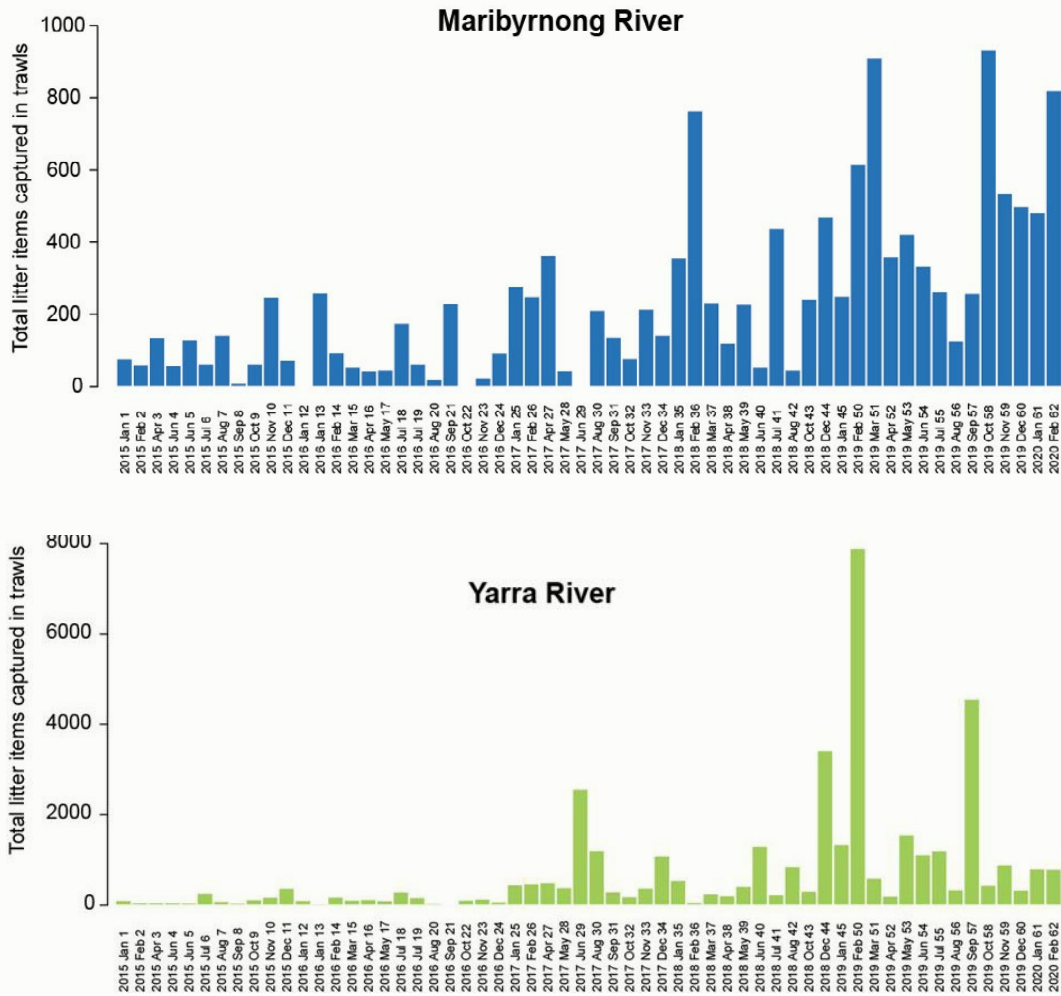 Maribyrnong River
Total litter items captured in trawls
1000
800
600
400
200
0
2015 Jan 1
2015 Feb 2
2015 Apr 3
2015 Jun 4
2015 Jun 5
2015 Jul 6
2015 Aug 7
2015 Sep 8
2015 Oct 9
2015 Nov 10
2015 Dec 11
2016 Jan 12
2016 Jan 13
2016 Feb 14
2016 Mar 15
2016 Apr 16
2016 May 17
2016 Jul 18
2016 Jul 19
2016 Aug 20
2016 Sep 21
2016 Oct 22
2016 Nov 23
2016 Dec 24
2017 Jan 25
2017 Feb 26
2017 Apr 27
2017 May 28
2017 Jun 29
2017 Aug 30
2017 Sep 31
2017 Oct 32
2017 Nov 33
2017 Dec 34
2018 Jan 35
2018 Feb 36
2018 Mar 37
2018 Apr 38
2018 May 39
2018 Jun 40
2018 Jul 41
2018 Aug 42
2018 Oct 43
2018 Dec 44
2019 Jan 45
2019 Feb 50
2019 Mar 51
2019 Apr 52
2019 May 53
2019 Jun 54
2019 Jul 55
2019 Aug 56
2019 Sep 57
2019 Oct 58
2019 Nov 59
2019 Dec 60
2020 Jan 61
2020 Feb 62
Yarra River
Total litter items captured in trawls
8000
6000
4000
2000
0
2015 Jan 1
2015 Feb 2
2015 Apr 3
2015 Jun 4
2015 Jun 5
2015 Jul 6
2015 Aug 7
2015 Sep 8
2015 Oct 9
2015 Nov 10
2015 Dec 11
2016 Jan 12
2016 Jan 13
2016 Feb 14
2016 Mar 15
2016 Apr 16
2016 May 17
2016 Jul 18
2016 Jul 19
2016 Aug 20
2016 Sep 21
2016 Oct 22
2016 Nov 23
2016 Dec 24
2017 Jan 25
2017 Feb 26
2017 Apr 27
2017 May 28
2017 Jun 29
2017 Aug 30
2017 Sep 31
2017 Oct 32
2017 Nov 33
2017 Dec 34
2018 Jan 35
2018 Feb 36
2018 Mar 37
2018 Apr 38
2018 May 39
2018 Jun 40
2018 Jul 41
2018 Aug 42
2018 Oct 43
2018 Dec 44
2019 Jan 45
2019 Feb 50
2019 Mar 51
2019 Apr 52
2019 May 53
2019 Jun 54
2019 Jul 55
2019 Aug 56
2019 Sep 57
2019 Oct 58
2019 Nov 59
2019 Dec 60
2020 Jan 61
2020 Feb 62